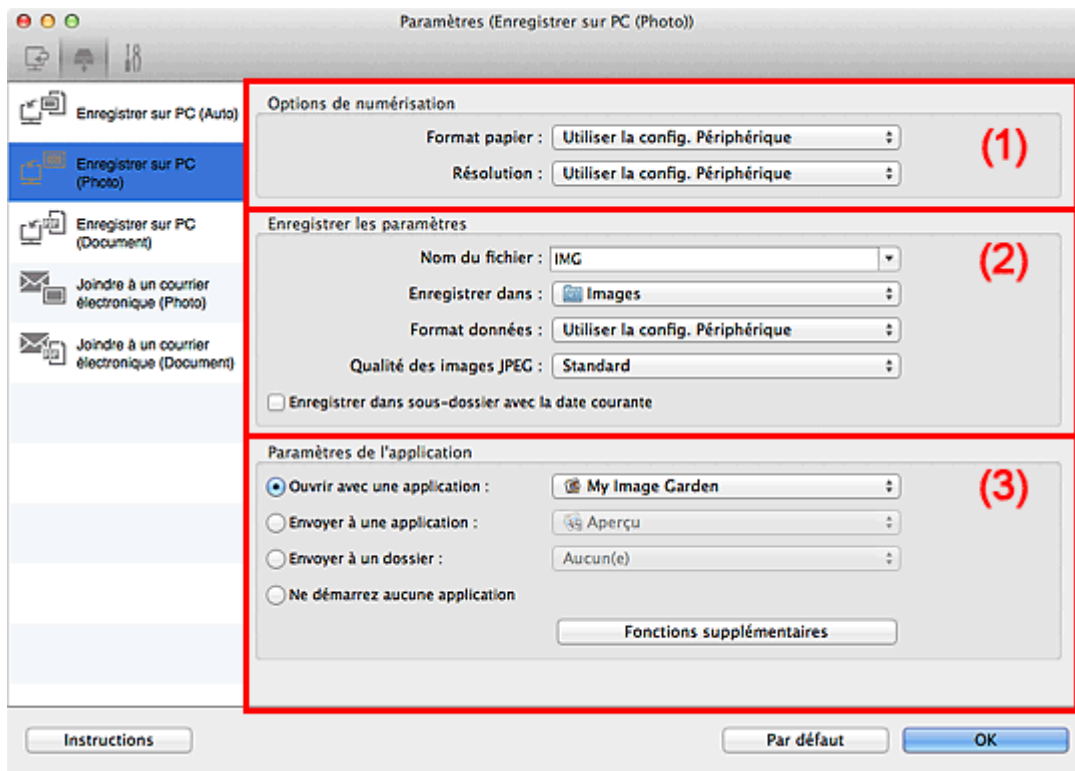 Paramètres (Enregistrer sur PC (Photo))
Enregistrer sur PC (Auto)
Enregistrer sur PC
(Photo)
Enregistrer sur PC
(Document)
Joindre à un courrier
électronique (Photo)
Joindre à un courrier
électronique (Document)
Options de numérisation
(1)
Format papier : Utiliser la config. Périphérique
Résolution : Utiliser la config. Périphérique
Enregistrer les paramètres
(2)
Nom du fichier : IMG
Enregistrer dans : Images
Format données : Utiliser la config. Périphérique
Qualité des images JPEG : Standard
Enregistrer dans sous-dossier avec la date courante
Paramètres de l'application
(3)
Ouvrir avec une application : My Image Garden
Envoyer à une application : Aperçu
Envoyer à un dossier : Aucun(e)
Ne démarrez aucune application
Fonctions supplémentaires
Instructions
Par défaut
OK